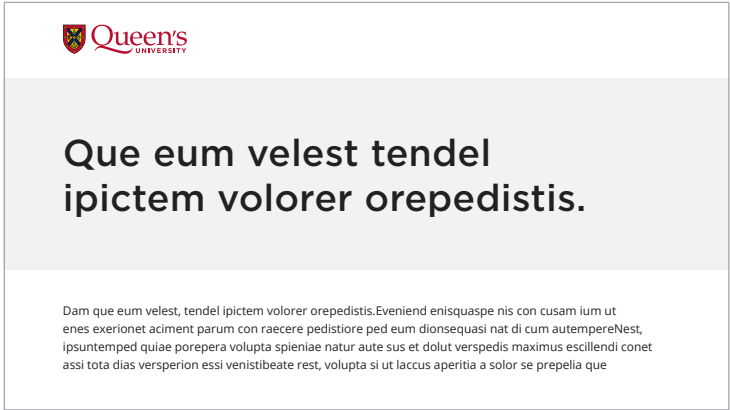 Queen's
UNIVERSITY
Que eum velest tendel
ipictem volorer orepedistis.
Dam que eum velest, tendel ipictem volorer orepedistis.Eveniend enisquaspe nis con cusam ium ut
enes exerionet aciment parum con raecere pedistiore ped eum dionsequasi nat di cum autempereNest,
ipsuntemped quiae porepera volupta spieniae natur aute sus et dolut verspedis maximus escillendi conet
assi tota dias versperion essi venistibeate rest, volupta si ut laccus aperitia a solor se prepelia que